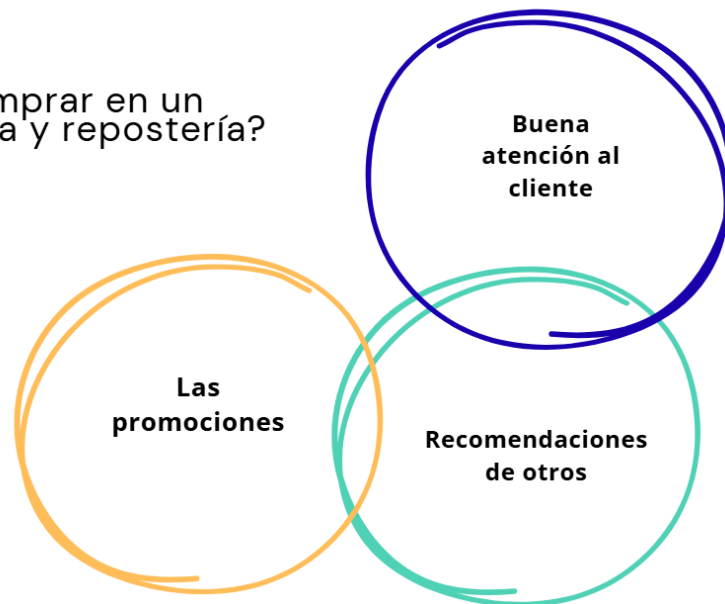 mprar en un
a y repostería?
Buena
atención al
cliente
Las
promociones
Recomendaciones
de otros